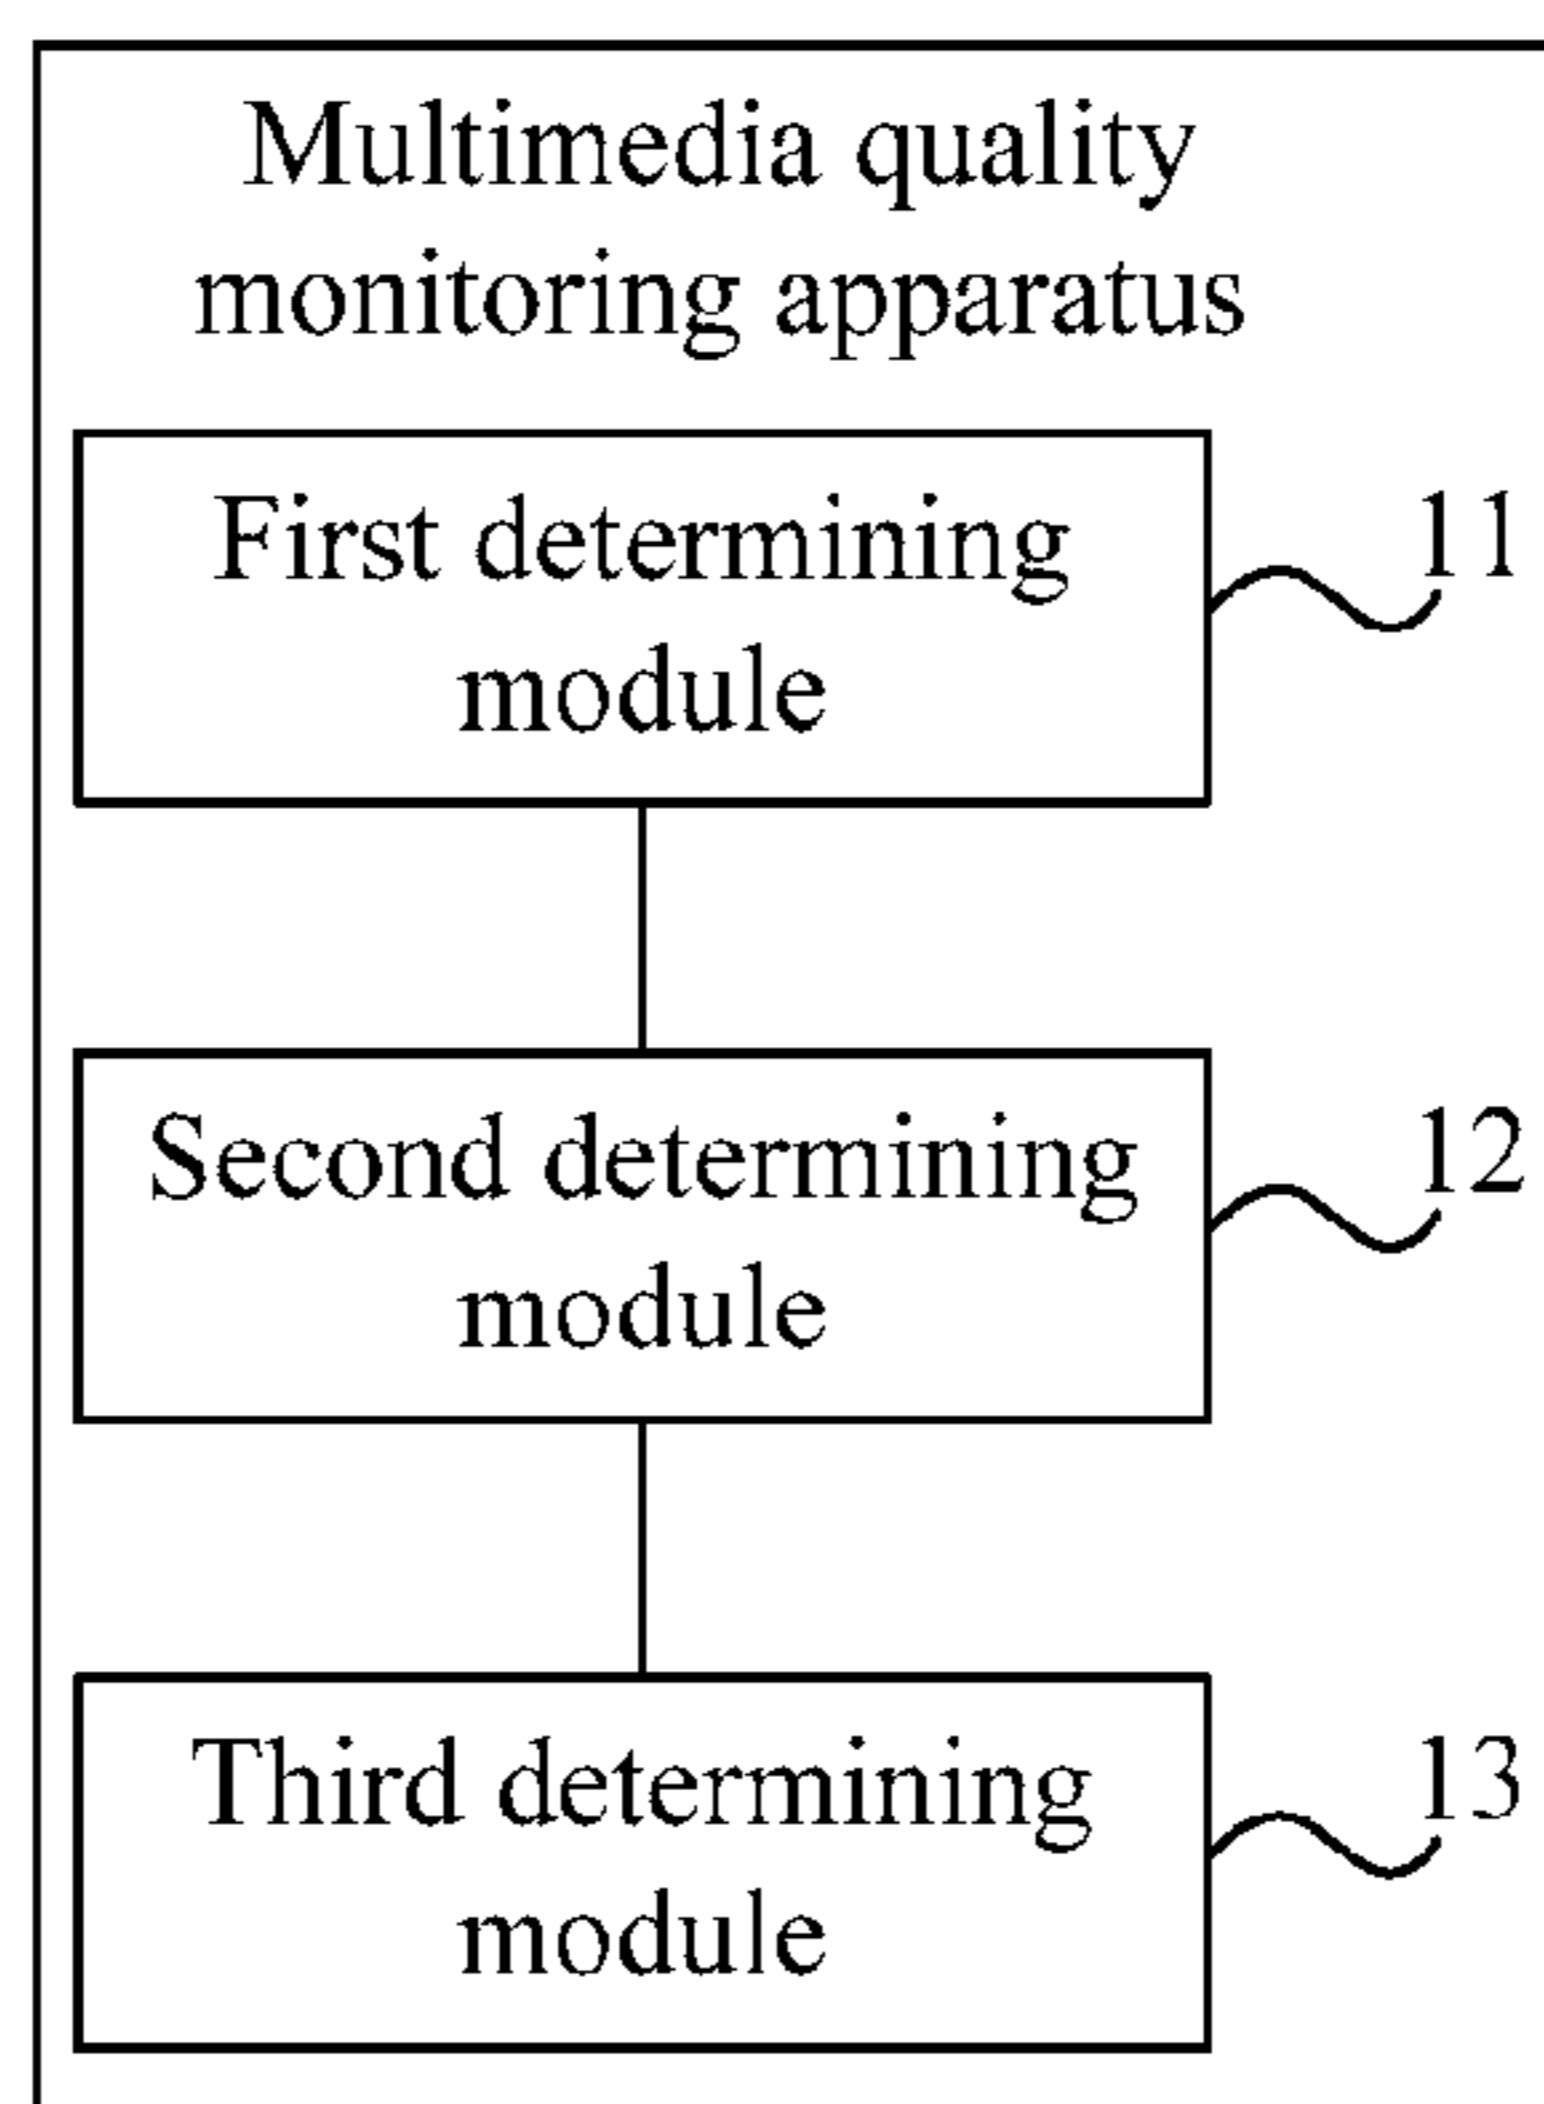 Multimedia quality
monitoring apparatus
First determining
module
11
Second determining
module
12
Third determining
module
13